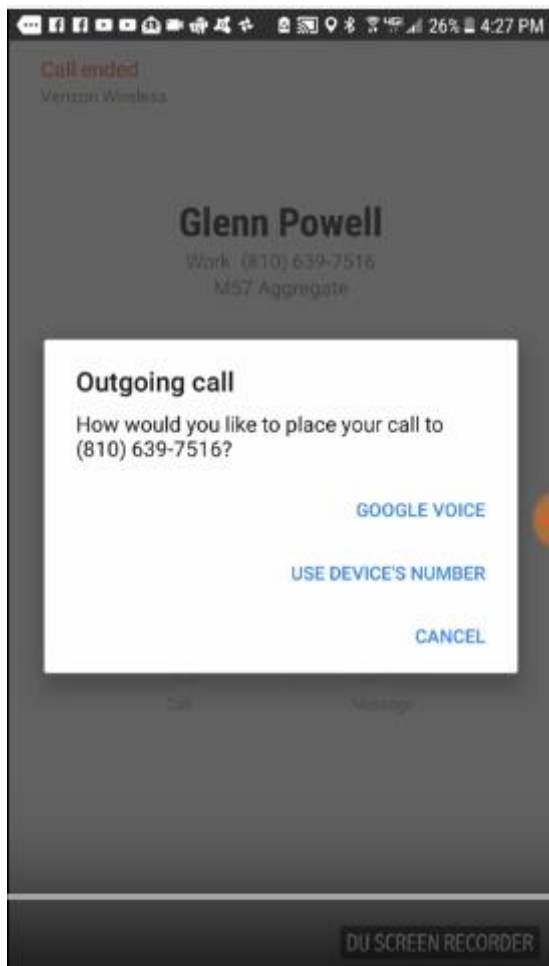 26% 4:27 PM
Call ended
Verizon Wireless
Glenn Powell
Work (810) 639-7516
M57 Aggregate
Outgoing call
How would you like to place your call to
(810) 639-7516?
GOOGLE VOICE
USE DEVICE'S NUMBER
CANCEL
Call Message
DU SCREEN RECORDER